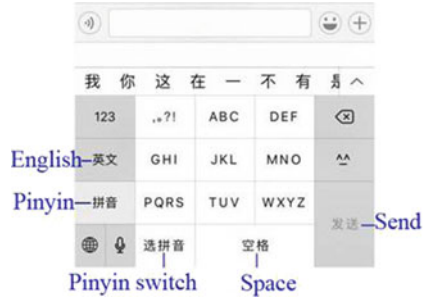 我 你 这 在 一 不 有 是
123 ,。?! ABC DEF
English 英文 GHI JKL MNO ^^
Pinyin 拼音 PQRS TUV WXYZ
发送 Send
选拼音 空格
Pinyin switch Space